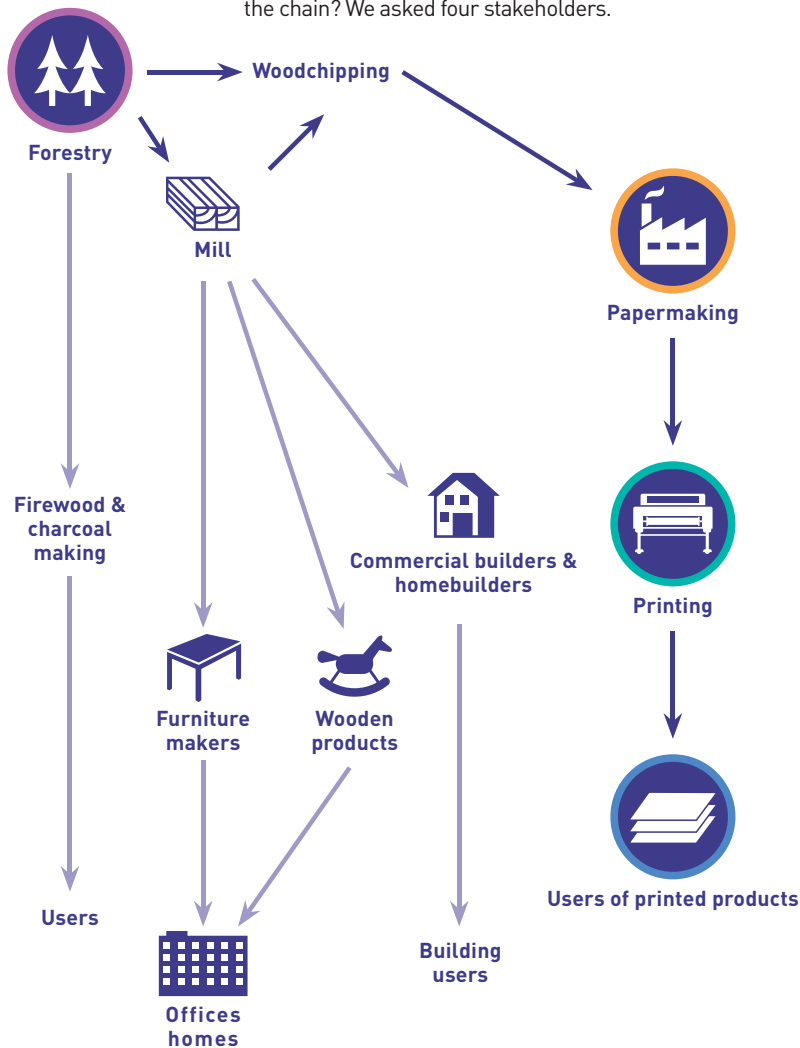 the chain? We asked four stakeholders.
Woodchipping
Forestry
Mill
Papermaking
Firewood &
charcoal
making
Commercial builders &
homebuilders
Printing
Furniture
makers
Wooden
products
Users
Users of printed products
Building
users
Offices
homes